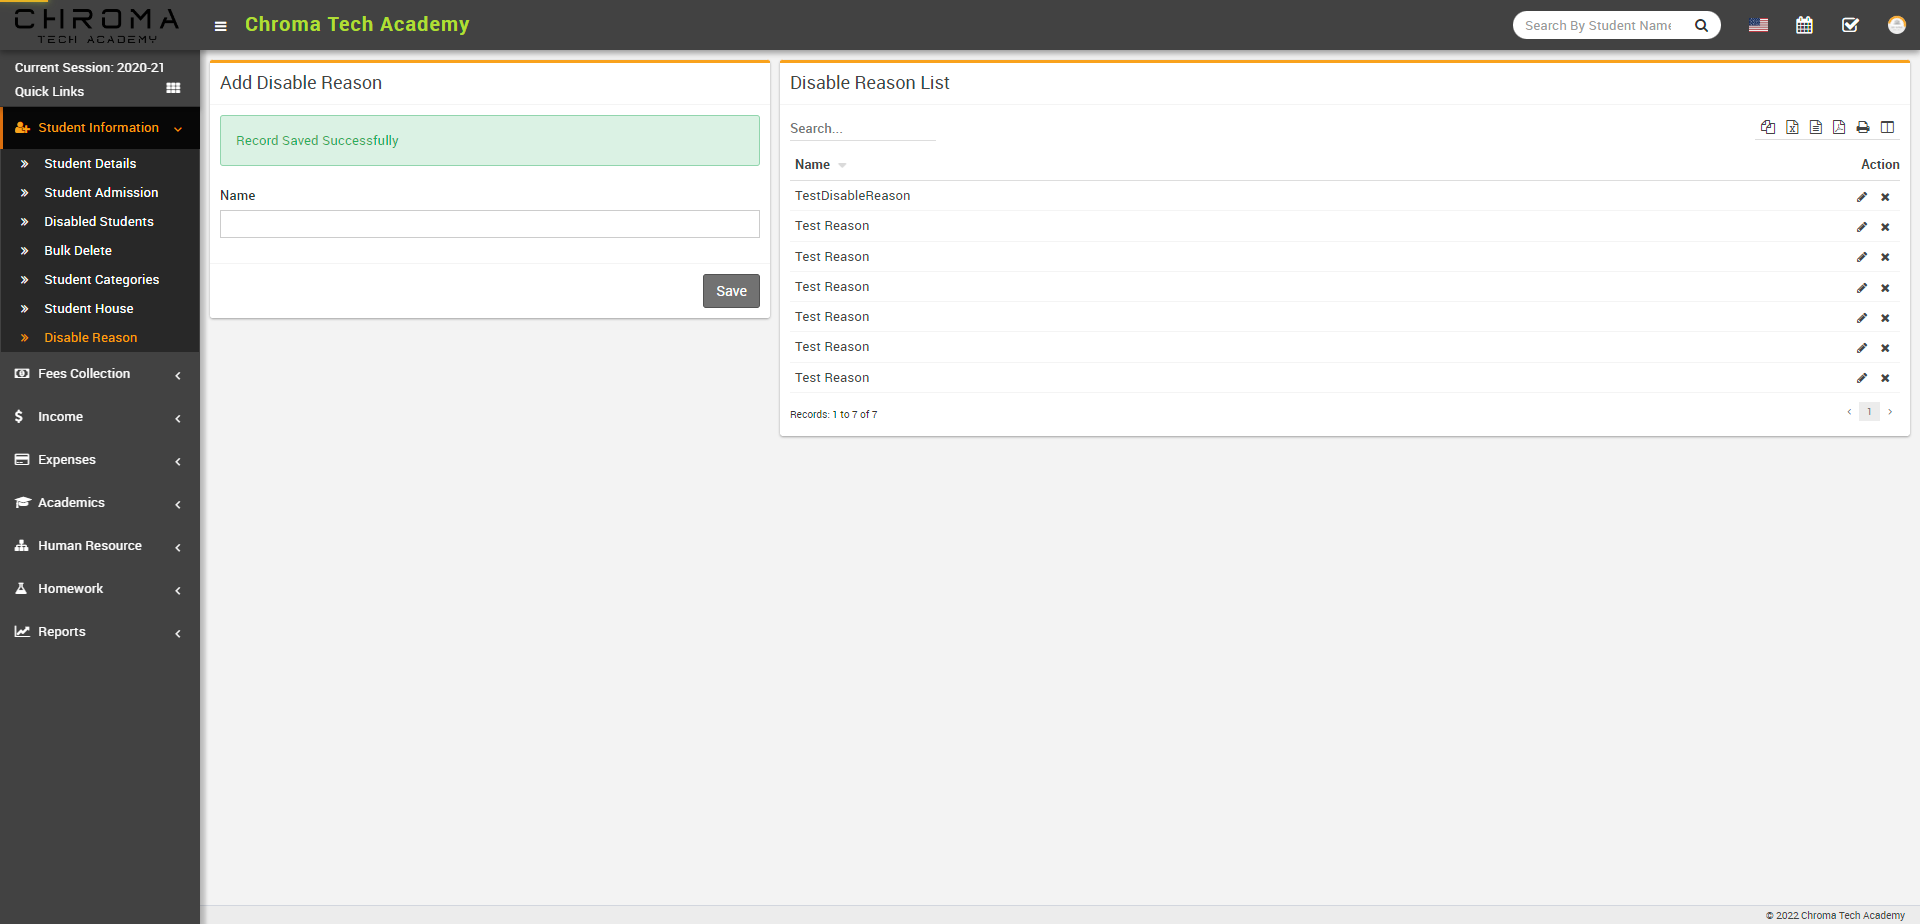 CHROMA
TECH ACADEMY
Chroma Tech Academy
Search By Student Name
Current Session: 2020-21
Quick Links
Student Information
Student Details
Student Admission
Disabled Students
Bulk Delete
Student Categories
Student House
Disable Reason
Fees Collection
Income
Expenses
Academics
Human Resource
Homework
Reports
Add Disable Reason
Record Saved Successfully
Name
Save
Disable Reason List
Search...
Name Action
TestDisableReason
Test Reason
Test Reason
Test Reason
Test Reason
Test Reason
Test Reason
Records: 1 to 7 of 7
1
© 2022 Chroma Tech Academy